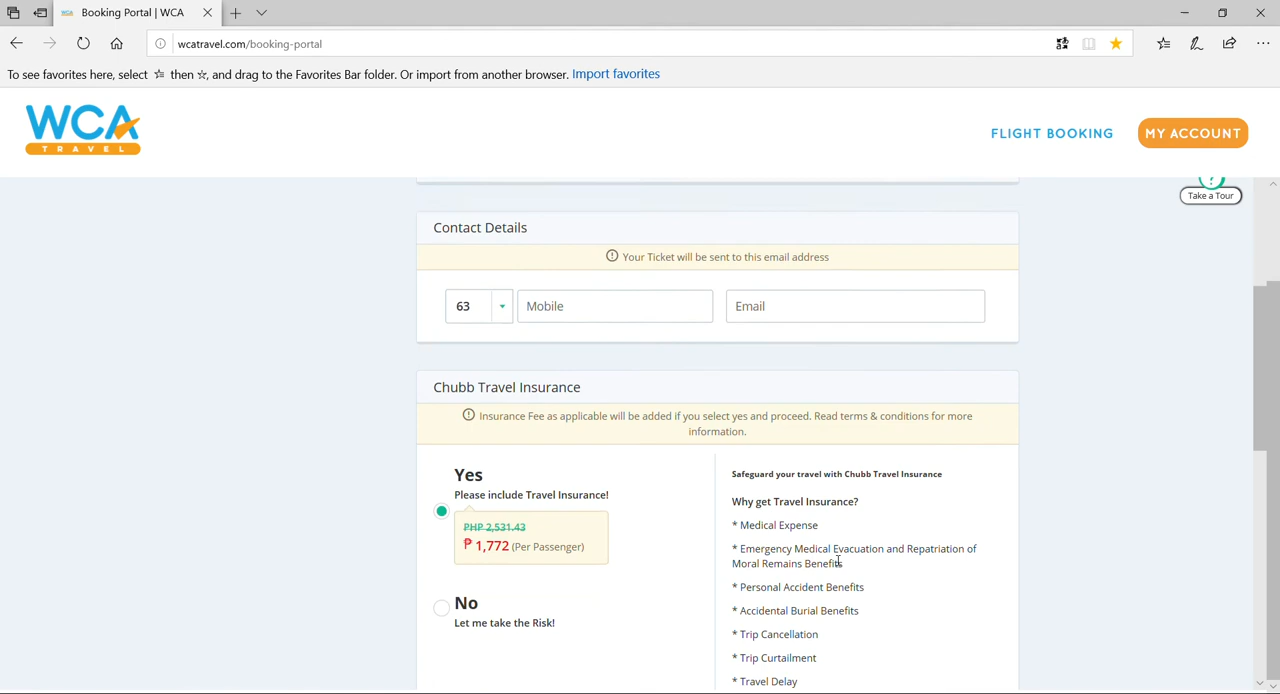 Booking Portal | WCA
wcatravel.com/booking-portal
To see favorites here, select ☆ then ☆, and drag to the Favorites Bar folder. Or import from another browser. Import favorites
WCA
TRAVEL
FLIGHT BOOKING
MY ACCOUNT
?
Take a Tour
Contact Details
Your Ticket will be sent to this email address
63
Mobile
Email
Chubb Travel Insurance
Insurance Fee as applicable will be added if you select yes and proceed. Read terms & conditions for more
information.
Yes
Please include Travel Insurance!
PHP 2,531.43
₱ 1,772 (Per Passenger)
No
Let me take the Risk!
Safeguard your travel with Chubb Travel Insurance
Why get Travel Insurance?
* Medical Expense
* Emergency Medical Evacuation and Repatriation of
Moral Remains Benefits
* Personal Accident Benefits
* Accidental Burial Benefits
* Trip Cancellation
* Trip Curtailment
* Travel Delay